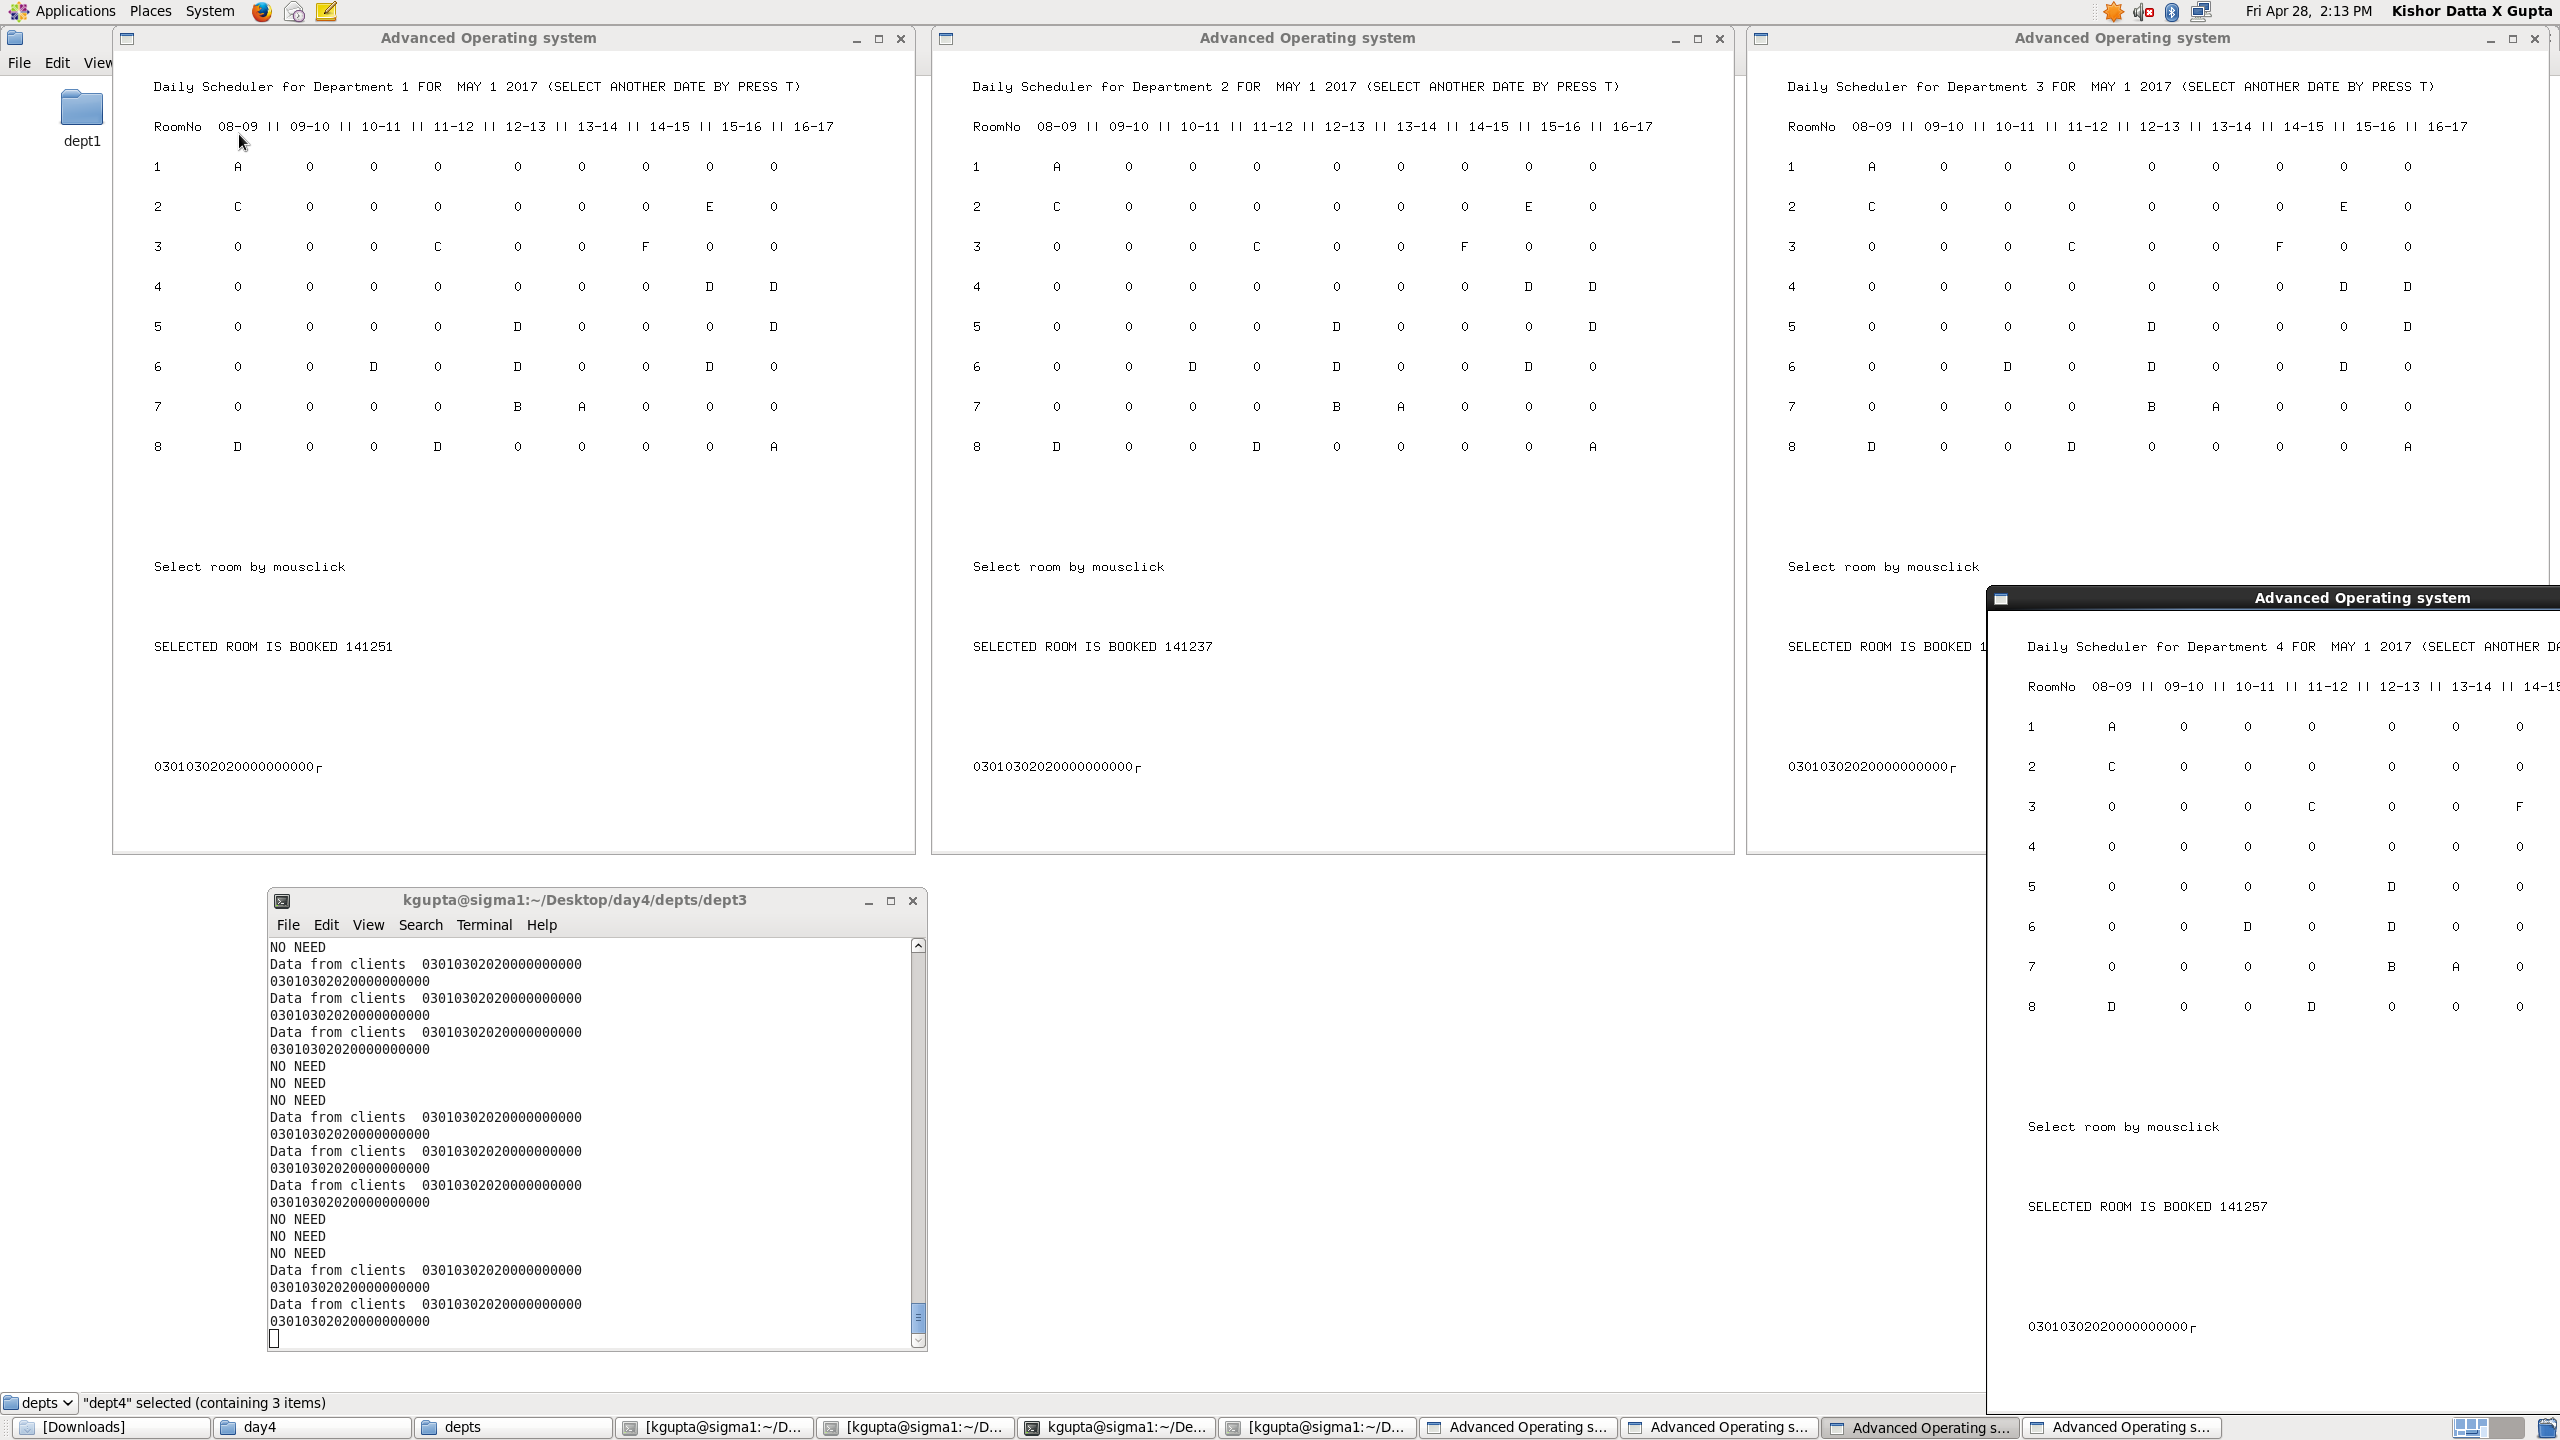 Applications Places System Fri Apr 28, 2:13 PM Kishor Datta X Gupta
File Edit View
dept1
Advanced Operating system
Daily Scheduler for Department 1 FOR MAY 1 2017 (SELECT ANOTHER DATE BY PRESS T)
RoomNo 08-09 || 09-10 || 10-11 || 11-12 || 12-13 || 13-14 || 14-15 || 15-16 || 16-17
1 A 0 0 0 0 0 0 0 0
2 C 0 0 0 0 0 0 E 0
3 0 0 0 C 0 0 F 0 0
4 0 0 0 0 0 0 0 D D
5 0 0 0 0 D 0 0 0 D
6 0 0 D 0 D 0 0 D 0
7 0 0 0 0 B A 0 0 0
8 D 0 0 D 0 0 0 0 A
Select room by mousclick
SELECTED ROOM IS BOOKED 141251
03010302020000000000┌
Advanced Operating system
Daily Scheduler for Department 2 FOR MAY 1 2017 (SELECT ANOTHER DATE BY PRESS T)
RoomNo 08-09 || 09-10 || 10-11 || 11-12 || 12-13 || 13-14 || 14-15 || 15-16 || 16-17
1 A 0 0 0 0 0 0 0 0
2 C 0 0 0 0 0 0 E 0
3 0 0 0 C 0 0 F 0 0
4 0 0 0 0 0 0 0 D D
5 0 0 0 0 D 0 0 0 D
6 0 0 D 0 D 0 0 D 0
7 0 0 0 0 B A 0 0 0
8 D 0 0 D 0 0 0 0 A
Select room by mousclick
SELECTED ROOM IS BOOKED 141237
03010302020000000000┌
Advanced Operating system
Daily Scheduler for Department 3 FOR MAY 1 2017 (SELECT ANOTHER DATE BY PRESS T)
RoomNo 08-09 || 09-10 || 10-11 || 11-12 || 12-13 || 13-14 || 14-15 || 15-16 || 16-17
1 A 0 0 0 0 0 0 0 0
2 C 0 0 0 0 0 0 E 0
3 0 0 0 C 0 0 F 0 0
4 0 0 0 0 0 0 0 D D
5 0 0 0 0 D 0 0 0 D
6 0 0 D 0 D 0 0 D 0
7 0 0 0 0 B A 0 0 0
8 D 0 0 D 0 0 0 0 A
Select room by mousclick
SELECTED ROOM IS BOOKED 1
03010302020000000000┌
Advanced Operating system
Daily Scheduler for Department 4 FOR MAY 1 2017 (SELECT ANOTHER DA
RoomNo 08-09 || 09-10 || 10-11 || 11-12 || 12-13 || 13-14 || 14-15
1 A 0 0 0 0 0 0
2 C 0 0 0 0 0 0
3 0 0 0 C 0 0 F
4 0 0 0 0 0 0 0
5 0 0 0 0 D 0 0
6 0 0 D 0 D 0 0
7 0 0 0 0 B A 0
8 D 0 0 D 0 0 0
Select room by mousclick
SELECTED ROOM IS BOOKED 141257
03010302020000000000┌
kgupta@sigma1:~/Desktop/day4/depts/dept3
File Edit View Search Terminal Help
NO NEED
Data from clients 03010302020000000000
03010302020000000000
Data from clients 03010302020000000000
03010302020000000000
Data from clients 03010302020000000000
03010302020000000000
NO NEED
NO NEED
NO NEED
Data from clients 03010302020000000000
03010302020000000000
Data from clients 03010302020000000000
03010302020000000000
Data from clients 03010302020000000000
03010302020000000000
NO NEED
NO NEED
NO NEED
Data from clients 03010302020000000000
03010302020000000000
Data from clients 03010302020000000000
03010302020000000000
depts "dept4" selected (containing 3 items)
[Downloads] day4 depts [kgupta@sigma1:~/D... [kgupta@sigma1:~/D... kgupta@sigma1:~/De... [kgupta@sigma1:~/D... Advanced Operating s... Advanced Operating s... Advanced Operating s... Advanced Operating s...